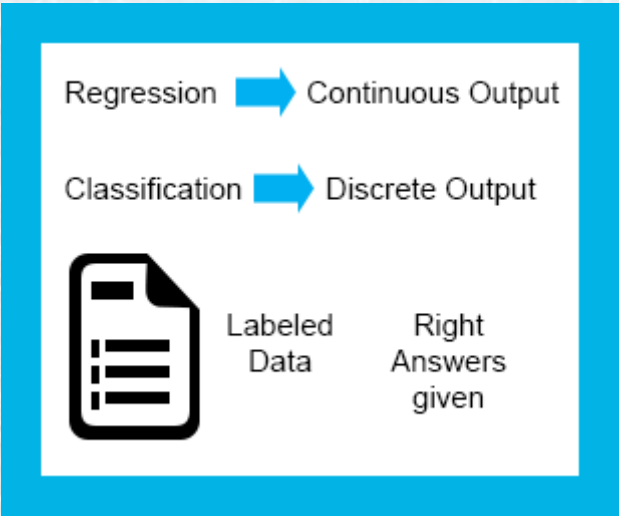 Regression Continuous Output
Classification Discrete Output
Labeled
Data
Right
Answers
given